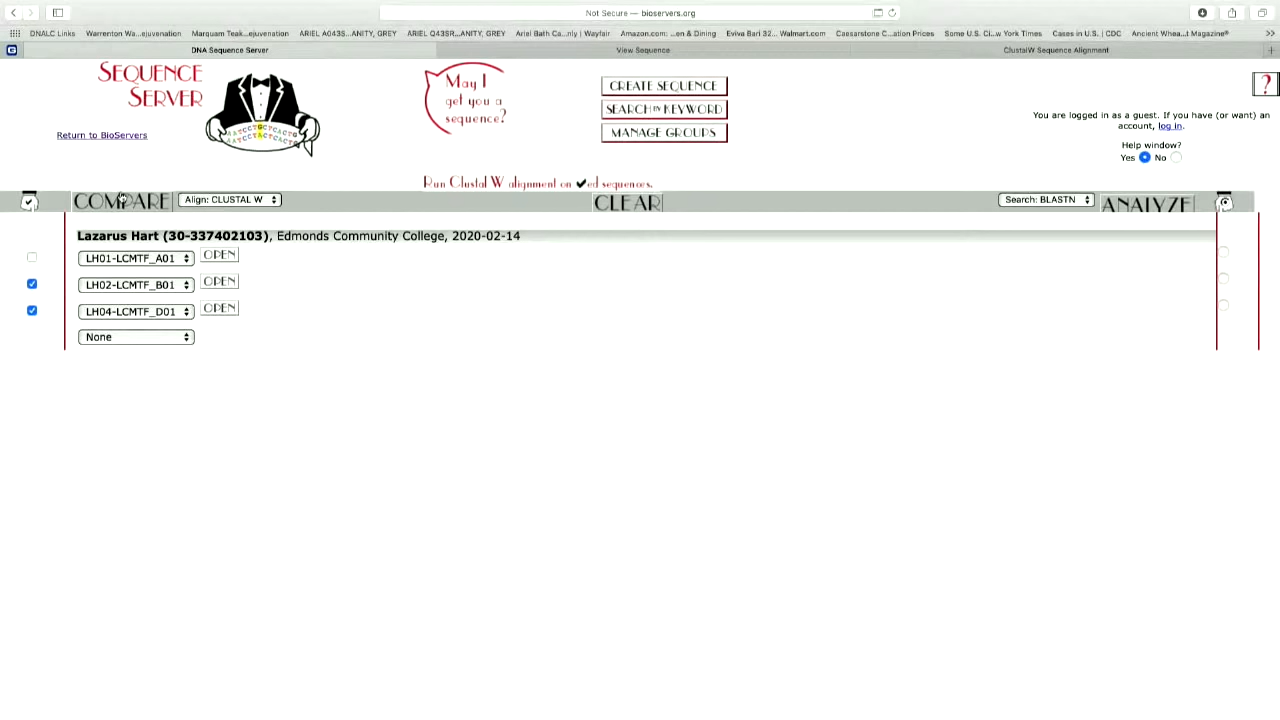 Not Secure — bioservers.org
DNALC Links Warrenton Wa...ejuvenation Marquam Teak...ejuvenation ARIEL A043S...ANITY, GREY ARIEL Q43SR...ANITY, GREY Ariel Bath Ca...nly | Wayfair Amazon.com: ...en & Dining Eviva Bari 32... Walmart.com Caesarstone C...ation Prices Some U.S. Ci...w York Times Cases in U.S. | CDC Ancient Whea...t Magazine® >>
DNA Sequence Server View Sequence ClustalW Sequence Alignment
SEQUENCE
SERVER
May I
get you a
sequence?
CREATE SEQUENCE
SEARCH BY KEYWORD
MANAGE GROUPS
?
You are logged in as a guest. If you have (or want) an
account, log in.
Return to BioServers
Help window?
Yes No
Run Clustal W alignment on ✔ed sequences.
COMPARE Align: CLUSTAL W CLEAR Search: BLASTN ANALYZE
Lazarus Hart (30-337402103), Edmonds Community College, 2020-02-14
LH01-LCMTF_A01 OPEN
LH02-LCMTF_B01 OPEN
LH04-LCMTF_D01 OPEN
None